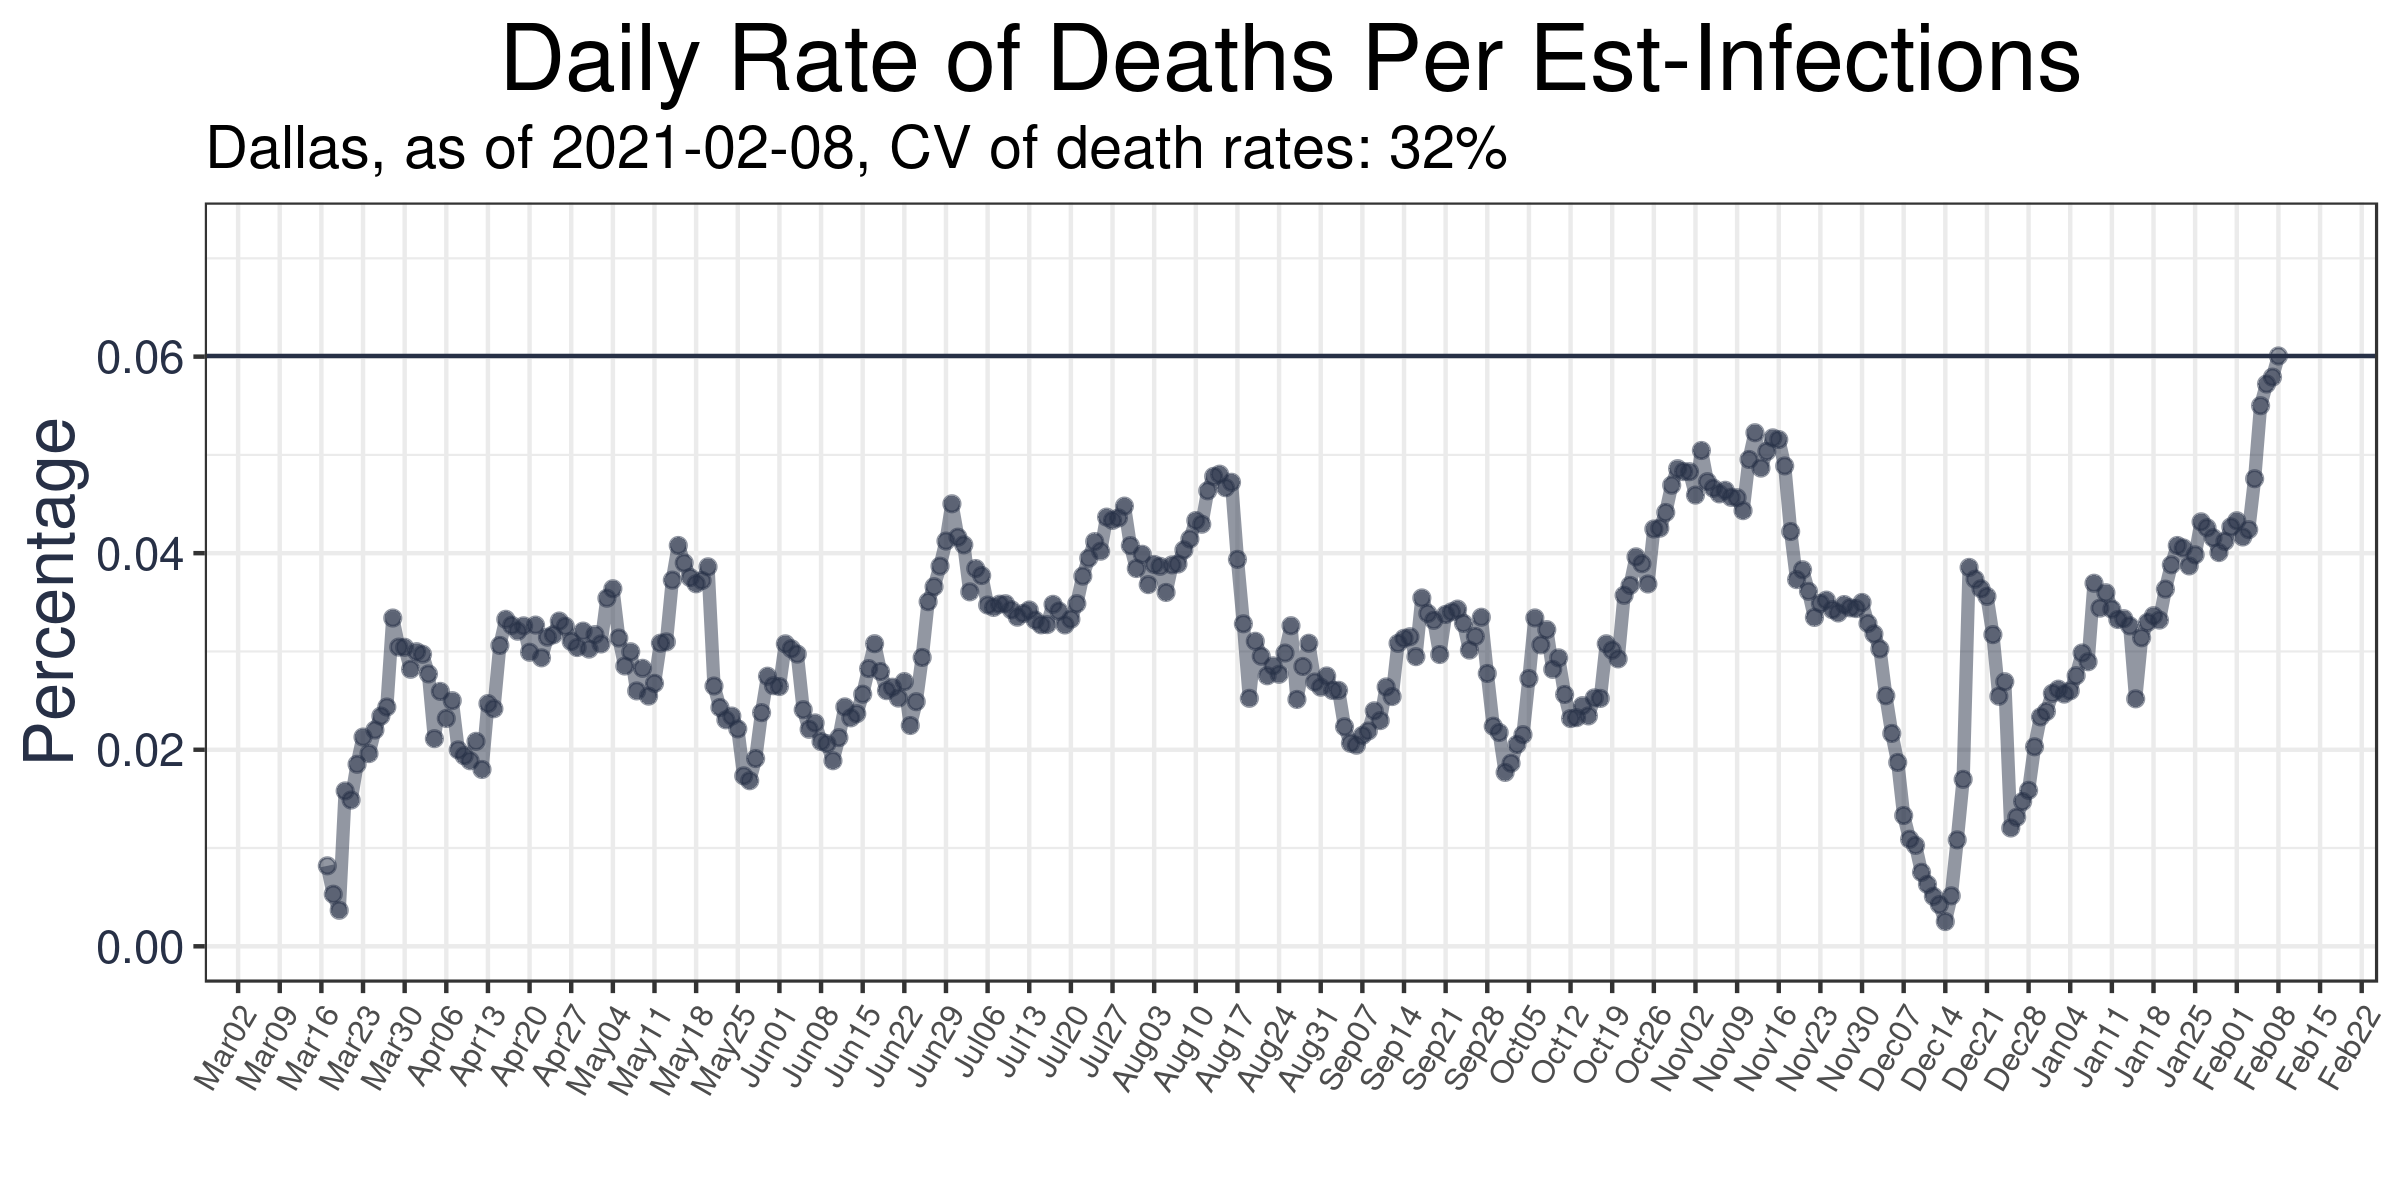 Daily Rate of Deaths Per Est-Infections
Dallas, as of 2021-02-08, CV of death rates: 32%
Percentage
0.06
0.04
0.02
0.00
Mar02
Mar09
Mar16
Mar23
Mar30
Apr06
Apr13
Apr20
Apr27
May04
May11
May18
May25
Jun01
Jun08
Jun15
Jun22
Jun29
Jul06
Jul13
Jul20
Jul27
Aug03
Aug10
Aug17
Aug24
Aug31
Sep07
Sep14
Sep21
Sep28
Oct05
Oct12
Oct19
Oct26
Nov02
Nov09
Nov16
Nov23
Nov30
Dec07
Dec14
Dec21
Dec28
Jan04
Jan11
Jan18
Jan25
Feb01
Feb08
Feb15
Feb22